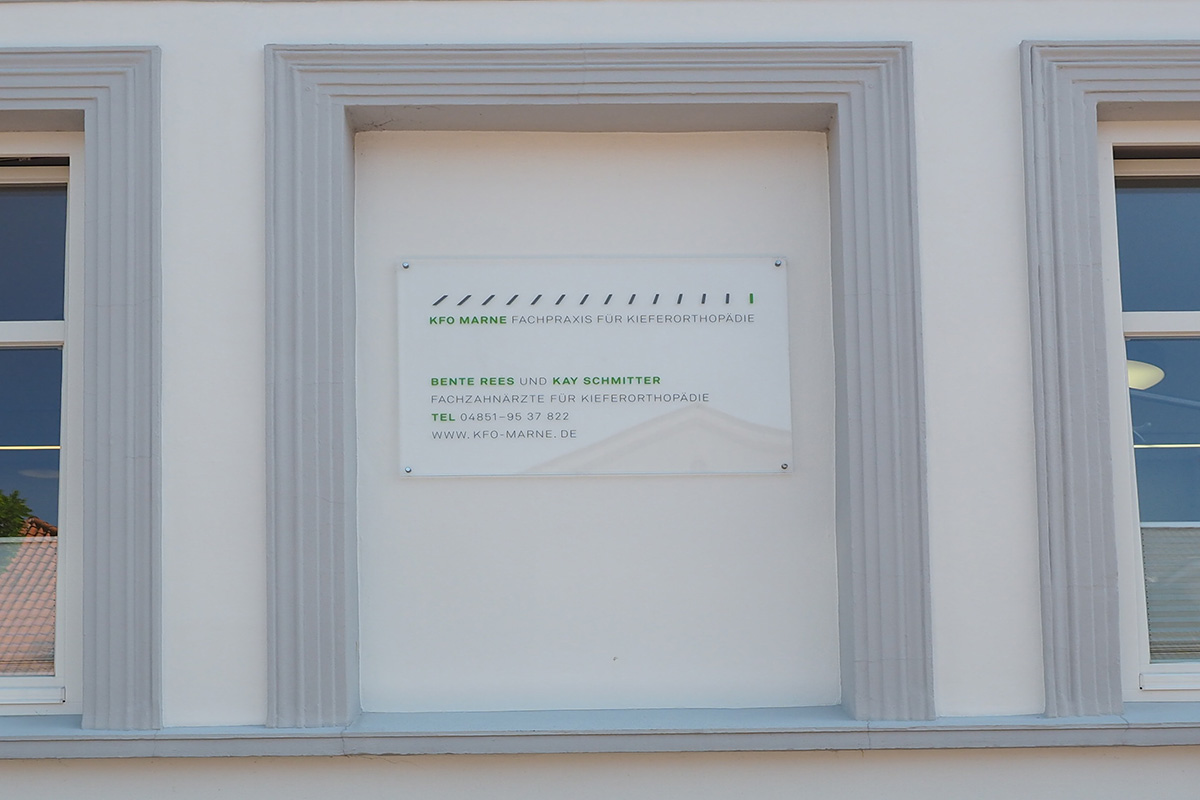 KFO MARNE FACHPRAXIS FÜR KIEFERORTHOPÄDIE
BENTE REES UND KAY SCHMITTER
FACHZAHNÄRZTE FÜR KIEFERORTHOPÄDIE
TEL 04851–95 37 822
WWW.KFO-MARNE.DE